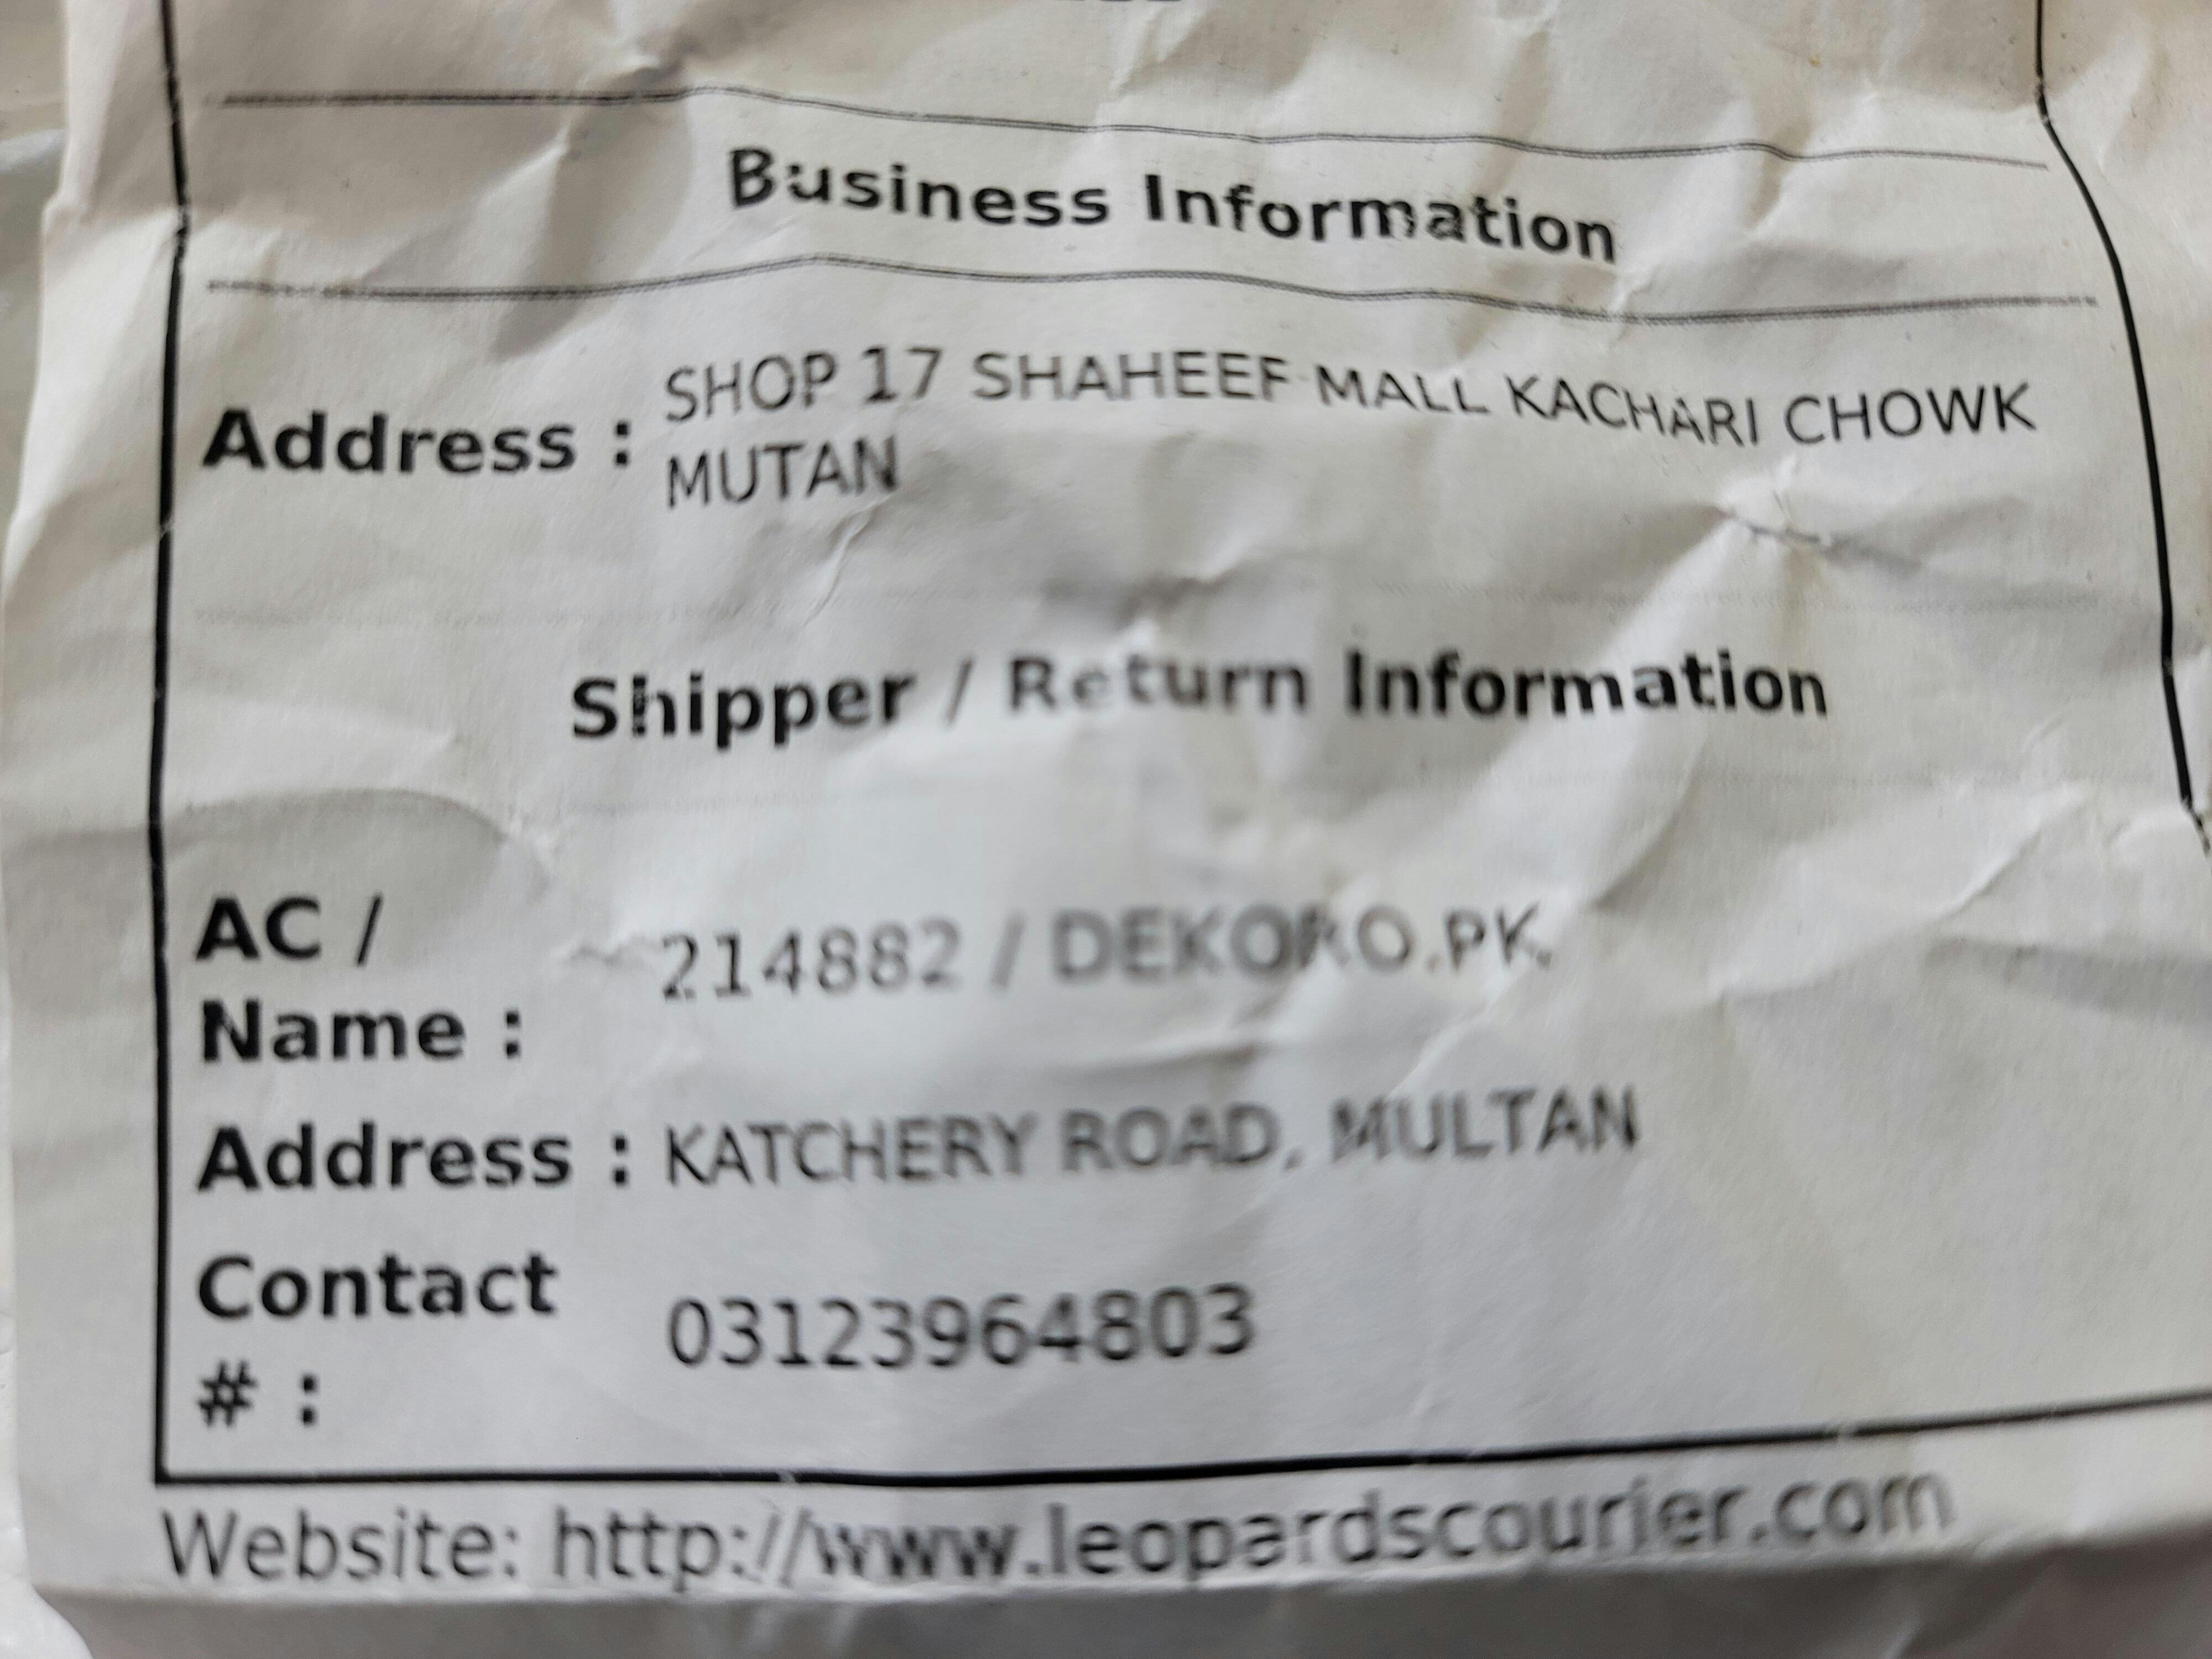 Business Information
Address : SHOP 17 SHAHEEF MALL KACHARI CHOWK
MUTAN
Shipper / Return Information
AC /
Name : 214882 / DEKORO.PK.
Address : KATCHERY ROAD, MULTAN
Contact
# : 03123964803
Website: http://www.leopardscourier.com